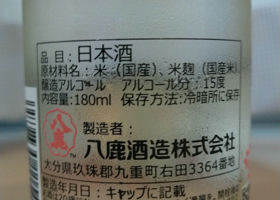 品目:日本酒
原材料名:米(国産)、米麹(国産米)
醸造アルコール アルコール分:15度
内容量:180ml 保存方法:冷暗所に保存
製造者:
八鹿
八鹿酒造株式会社
大分県玖珠郡九重町右田3364番地
製造年月日:キャップに記載